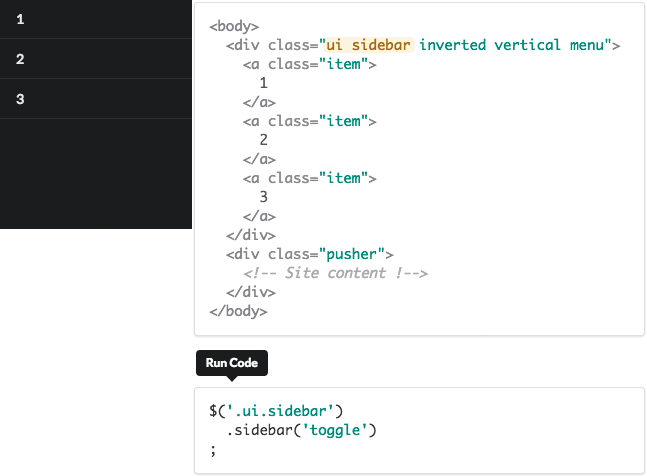 1
2
3
<body>
<div class="ui sidebar inverted vertical menu">
<a class="item">
1
</a>
<a class="item">
2
</a>
<a class="item">
3
</a>
</div>
<div class="pusher">
<!-- Site content !-->
</div>
</body>
Run Code
$('.ui.sidebar')
.sidebar('toggle')
;